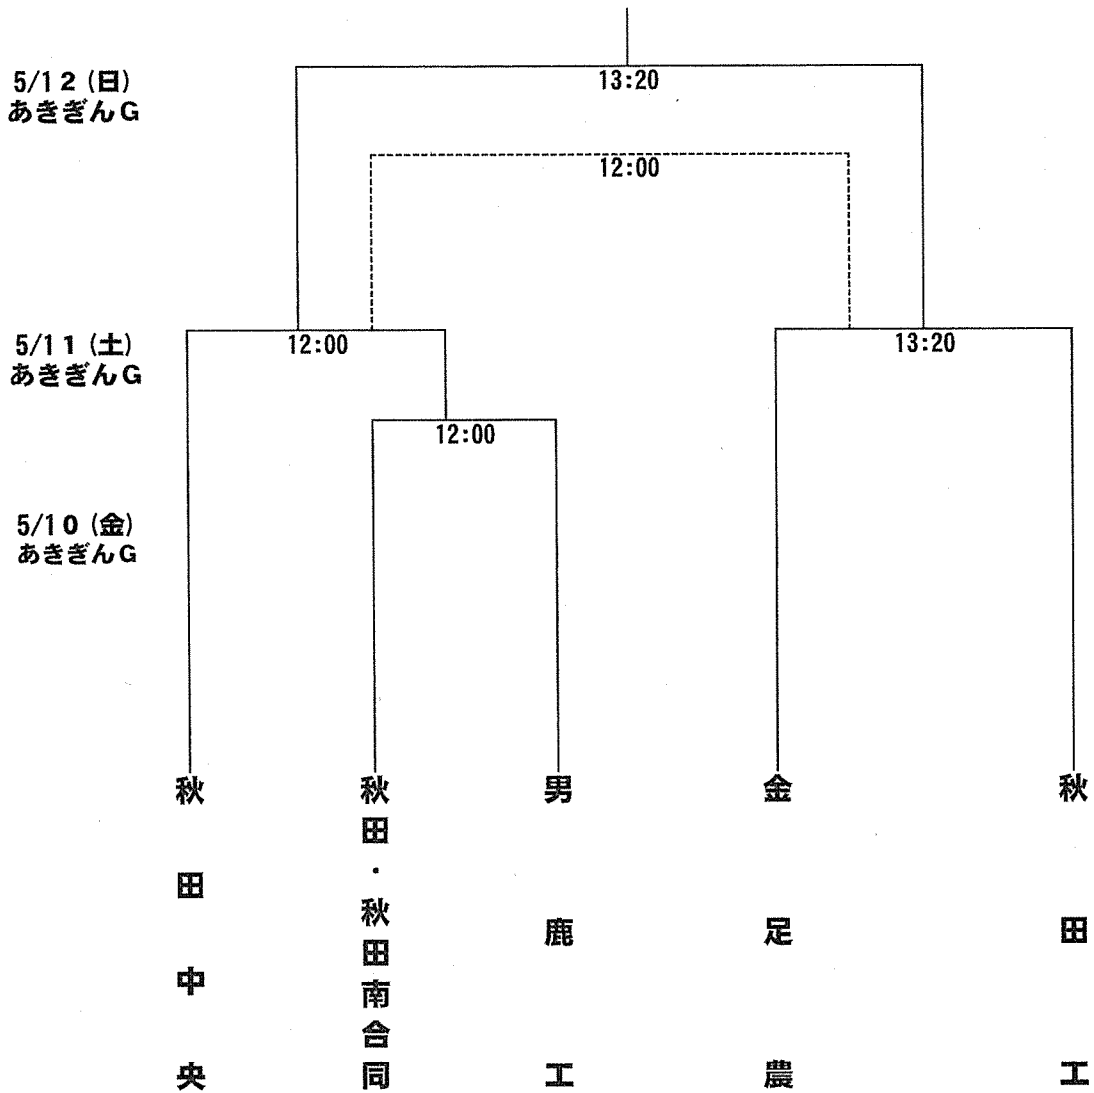 13:20
5/12(日)
あきぎんG
12:00
5/11(土)
あきぎんG
12:00
13:20
12:00
5/10(金)
あきぎんG
秋田中央
秋田・秋田南合同
男鹿工
金足農
秋田工